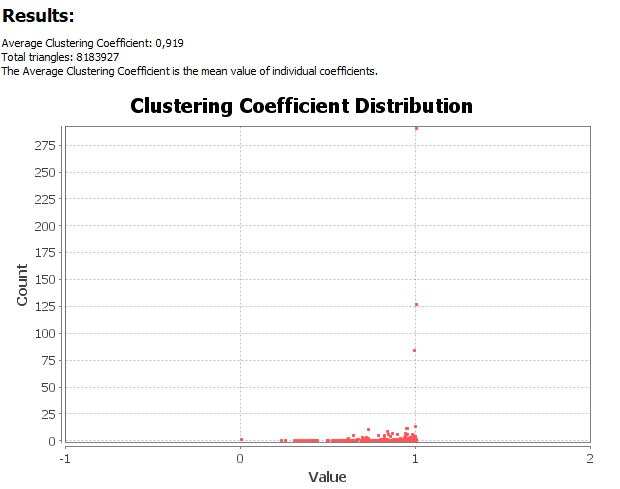 Results:
Average Clustering Coefficient: 0,919
Total triangles: 8183927
The Average Clustering Coefficient is the mean value of individual coefficients.
Clustering Coefficient Distribution
275
250
225
200
175
150
125
100
75
50
25
0
Count
-1 0 1 2
Value